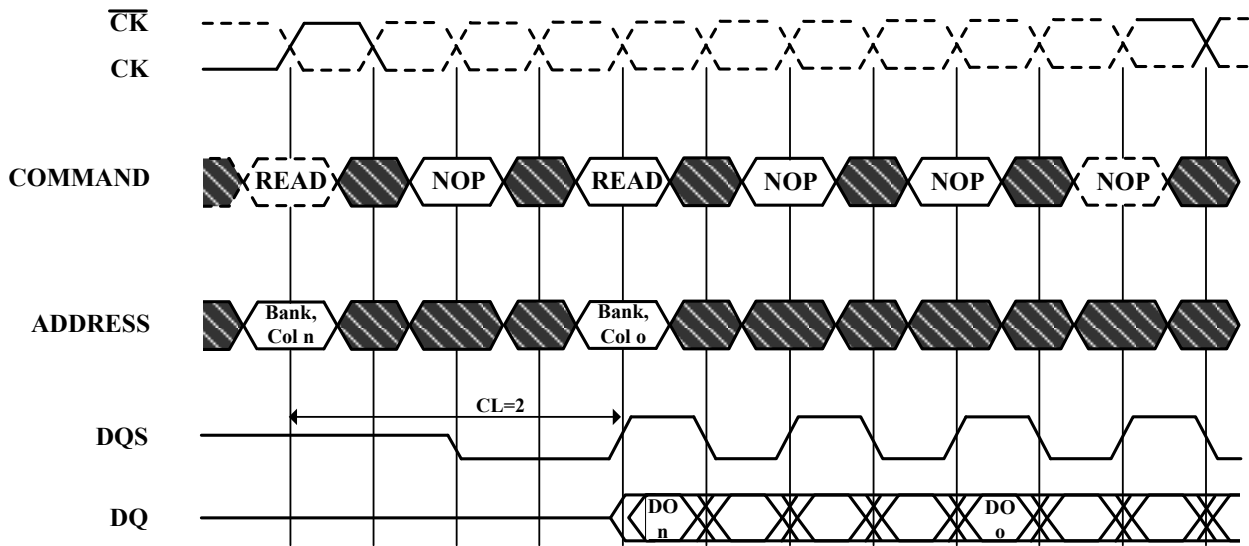 CK
CK
COMMAND READ NOP READ NOP NOP NOP
ADDRESS
Bank,
Col n
Bank,
Col o
CL=2
DQS
DQ
DO
n
DO
o